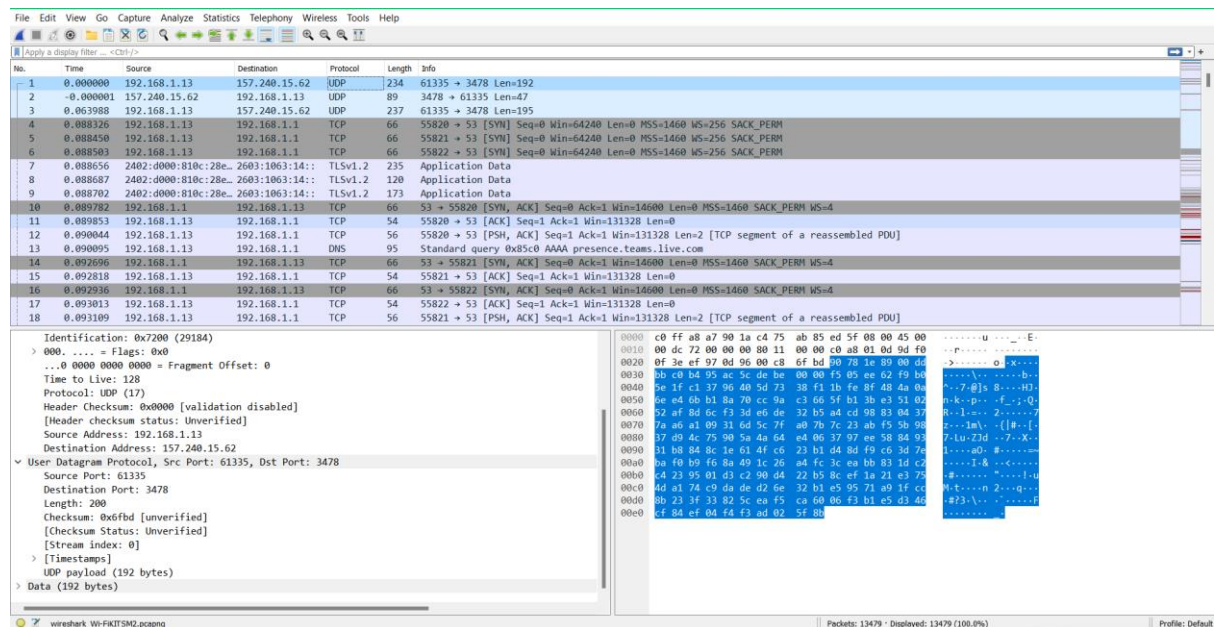 File Edit View Go Capture Analyze Statistics Telephony Wireless Tools Help
Apply a display filter ... <Ctrl-/>
No. Time Source Destination Protocol Length Info
1 0.000000 192.168.1.13 157.240.15.62 UDP 234 61335 → 3478 Len=192
2 -0.000001 157.240.15.62 192.168.1.13 UDP 89 3478 → 61335 Len=47
3 0.063988 192.168.1.13 157.240.15.62 UDP 237 61335 → 3478 Len=195
4 0.088326 192.168.1.13 192.168.1.1 TCP 66 55820 → 53 [SYN] Seq=0 Win=64240 Len=0 MSS=1460 WS=256 SACK_PERM
5 0.088450 192.168.1.13 192.168.1.1 TCP 66 55821 → 53 [SYN] Seq=0 Win=64240 Len=0 MSS=1460 WS=256 SACK_PERM
6 0.088503 192.168.1.13 192.168.1.1 TCP 66 55822 → 53 [SYN] Seq=0 Win=64240 Len=0 MSS=1460 WS=256 SACK_PERM
7 0.088656 2402:d000:810c:28e… 2603:1063:14:: TLSv1.2 235 Application Data
8 0.088687 2402:d000:810c:28e… 2603:1063:14:: TLSv1.2 120 Application Data
9 0.088702 2402:d000:810c:28e… 2603:1063:14:: TLSv1.2 173 Application Data
10 0.089782 192.168.1.1 192.168.1.13 TCP 66 53 → 55820 [SYN, ACK] Seq=0 Ack=1 Win=14600 Len=0 MSS=1460 SACK_PERM WS=4
11 0.089853 192.168.1.13 192.168.1.1 TCP 54 55820 → 53 [ACK] Seq=1 Ack=1 Win=131328 Len=0
12 0.090044 192.168.1.13 192.168.1.1 TCP 56 55820 → 53 [PSH, ACK] Seq=1 Ack=1 Win=131328 Len=2 [TCP segment of a reassembled PDU]
13 0.090095 192.168.1.13 192.168.1.1 DNS 95 Standard query 0x85c0 AAAA presence.teams.live.com
14 0.092696 192.168.1.1 192.168.1.13 TCP 66 53 → 55821 [SYN, ACK] Seq=0 Ack=1 Win=14600 Len=0 MSS=1460 SACK_PERM WS=4
15 0.092818 192.168.1.13 192.168.1.1 TCP 54 55821 → 53 [ACK] Seq=1 Ack=1 Win=131328 Len=0
16 0.092936 192.168.1.1 192.168.1.13 TCP 66 53 → 55822 [SYN, ACK] Seq=0 Ack=1 Win=14600 Len=0 MSS=1460 SACK_PERM WS=4
17 0.093013 192.168.1.13 192.168.1.1 TCP 54 55822 → 53 [ACK] Seq=1 Ack=1 Win=131328 Len=0
18 0.093109 192.168.1.13 192.168.1.1 TCP 56 55821 → 53 [PSH, ACK] Seq=1 Ack=1 Win=131328 Len=2 [TCP segment of a reassembled PDU]
Identification: 0x7200 (29184)
> 000. .... = Flags: 0x0
...0 0000 0000 0000 = Fragment Offset: 0
Time to Live: 128
Protocol: UDP (17)
Header Checksum: 0x0000 [validation disabled]
[Header checksum status: Unverified]
Source Address: 192.168.1.13
Destination Address: 157.240.15.62
User Datagram Protocol, Src Port: 61335, Dst Port: 3478
Source Port: 61335
Destination Port: 3478
Length: 200
Checksum: 0x6fbd [unverified]
[Checksum Status: Unverified]
[Stream index: 0]
> [Timestamps]
UDP payload (192 bytes)
> Data (192 bytes)
0000 c0 ff a8 a7 90 1a c4 75 ab 85 ed 5f 08 00 45 00
0010 00 dc 72 00 00 00 80 11 00 00 c0 a8 01 0d 9d f0
0020 0f 3e ef 97 0d 96 00 c8 6f bd 90 78 1e 89 00 dd
0030 bb c0 b4 95 ac 5c de be 00 00 f5 05 ee 62 f9 b0
0040 5e 1f c1 37 96 40 5d 73 38 f1 1b fe 8f 48 4a 0a
0050 6e e4 6b b1 8a 70 cc 9a c3 66 5f b1 3b e3 51 02
0060 52 af 8d 6c f3 3d e6 de 32 b5 a4 cd 98 83 04 37
0070 7a a6 a1 09 31 6d 5c 7f a0 7b 7c 23 ab f5 5b 98
0080 37 d9 4c 75 90 5a 4a 64 e4 06 37 97 ee 58 84 93
0090 31 b8 84 8c 1e 61 4f c6 23 b1 d4 8d f9 c6 3d 7e
00a0 ba f0 b9 f6 8a 49 1c 26 a4 fc 3c ea bb 83 1d c2
00b0 c4 23 95 01 d3 c2 90 d4 22 b5 8c ef 1a 21 e3 75
00c0 4d a1 74 c9 da de d2 6e 32 b1 e5 95 71 a9 1f cc
00d0 8b 23 3f 33 82 5c ea f5 ca 60 06 f3 b1 e5 d3 46
00e0 cf 84 ef 04 f4 f3 ad 02 5f 8b
wireshark_Wi-FiKITSM2.pcapng Packets: 13479 · Displayed: 13479 (100.0%) Profile: Default